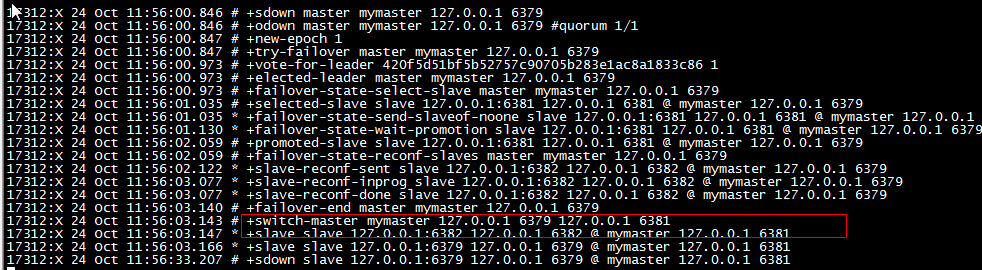 17312:X 24 Oct 11:56:00.846 # +sdown master mymaster 127.0.0.1 6379
17312:X 24 Oct 11:56:00.846 # +odown master mymaster 127.0.0.1 6379 #quorum 1/1
17312:X 24 Oct 11:56:00.847 # +new-epoch 1
17312:X 24 Oct 11:56:00.847 # +try-failover master mymaster 127.0.0.1 6379
17312:X 24 Oct 11:56:00.973 # +vote-for-leader 420f5d51bf5b52757c90705b283e1ac8a1833c86 1
17312:X 24 Oct 11:56:00.973 # +elected-leader master mymaster 127.0.0.1 6379
17312:X 24 Oct 11:56:00.973 # +failover-state-select-slave master mymaster 127.0.0.1 6379
17312:X 24 Oct 11:56:01.035 # +selected-slave slave 127.0.0.1:6381 127.0.0.1 6381 @ mymaster 127.0.0.1 6379
17312:X 24 Oct 11:56:01.035 * +failover-state-send-slaveof-noone slave 127.0.0.1:6381 127.0.0.1 6381 @ mymaster 127.0.0.1
17312:X 24 Oct 11:56:01.130 * +failover-state-wait-promotion slave 127.0.0.1:6381 127.0.0.1 6381 @ mymaster 127.0.0.1 6379
17312:X 24 Oct 11:56:02.059 # +promoted-slave slave 127.0.0.1:6381 127.0.0.1 6381 @ mymaster 127.0.0.1 6379
17312:X 24 Oct 11:56:02.059 # +failover-state-reconf-slaves master mymaster 127.0.0.1 6379
17312:X 24 Oct 11:56:02.122 * +slave-reconf-sent slave 127.0.0.1:6382 127.0.0.1 6382 @ mymaster 127.0.0.1 6379
17312:X 24 Oct 11:56:03.077 * +slave-reconf-inprog slave 127.0.0.1:6382 127.0.0.1 6382 @ mymaster 127.0.0.1 6379
17312:X 24 Oct 11:56:03.077 * +slave-reconf-done slave 127.0.0.1:6382 127.0.0.1 6382 @ mymaster 127.0.0.1 6379
17312:X 24 Oct 11:56:03.140 # +failover-end master mymaster 127.0.0.1 6379
17312:X 24 Oct 11:56:03.143 # +switch-master mymaster 127.0.0.1 6379 127.0.0.1 6381
17312:X 24 Oct 11:56:03.147 * +slave slave 127.0.0.1:6382 127.0.0.1 6382 @ mymaster 127.0.0.1 6381
17312:X 24 Oct 11:56:03.166 * +slave slave 127.0.0.1:6379 127.0.0.1 6379 @ mymaster 127.0.0.1 6381
17312:X 24 Oct 11:56:33.207 # +sdown slave 127.0.0.1:6379 127.0.0.1 6379 @ mymaster 127.0.0.1 6381